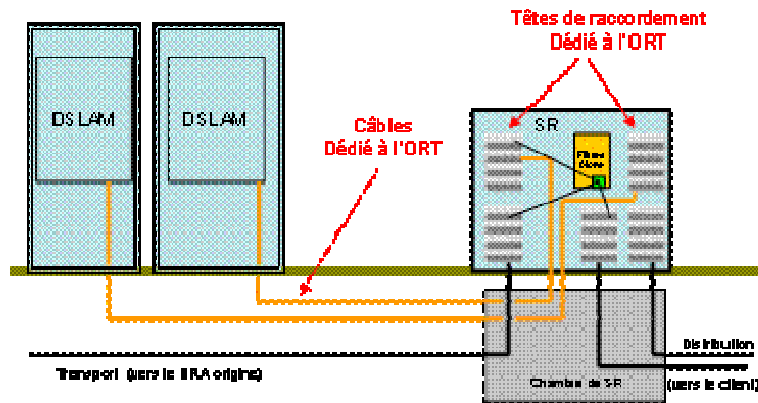 Têtes de raccordement
Dédié à l'ORT
DSLAM
DSLAM
SR
Câbles
Dédié à l'ORT
Distribution
Transport (vers le NRA origine)
Chambre de SR
(vers le client)